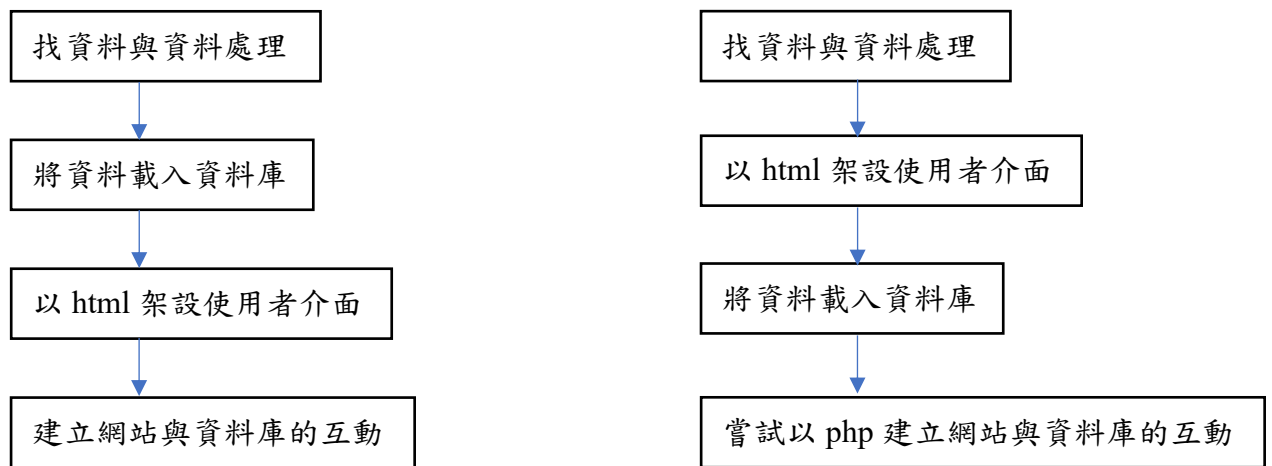 找資料與資料處理
將資料載入資料庫
以 html 架設使用者介面
建立網站與資料庫的互動
找資料與資料處理
以 html 架設使用者介面
將資料載入資料庫
嘗試以 php 建立網站與資料庫的互動